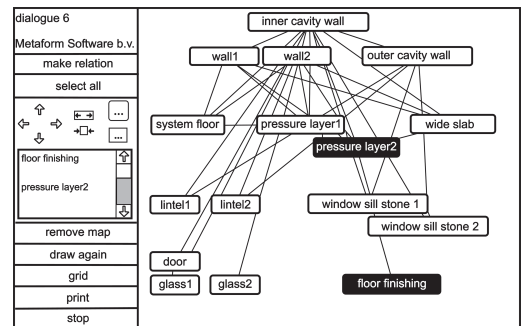 dialogue 6
Metaform Software b.v.
make relation
select all
...
...
floor finishing
pressure layer2
remove map
draw again
grid
print
stop
inner cavity wall
wall1
wall2
outer cavity wall
system floor
pressure layer1
wide slab
pressure layer2
lintel1
lintel2
window sill stone 1
window sill stone 2
door
glass1
glass2
floor finishing